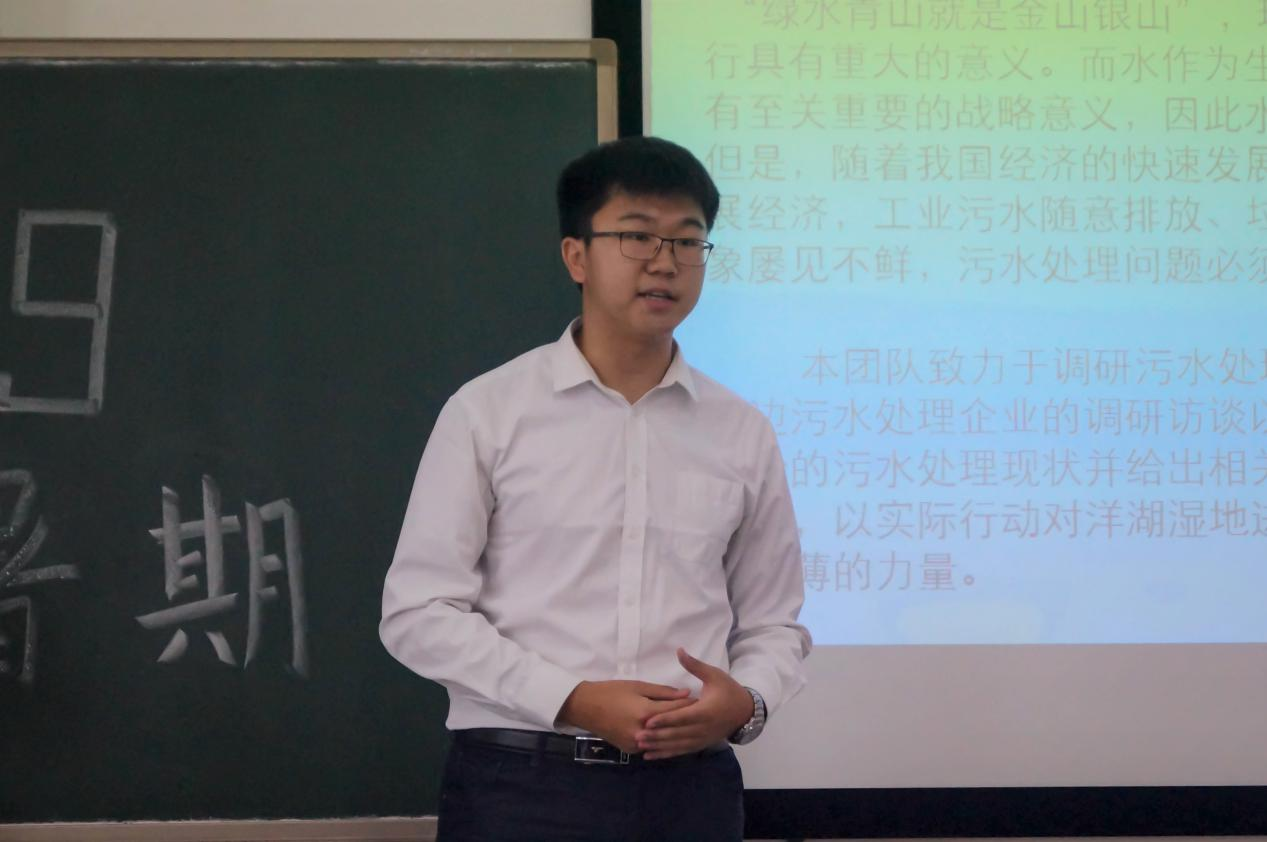 9
暑期
“绿水青山就是金山银山”，
行具有重大的意义。而水作为生
有至关重要的战略意义，因此水
但是，随着我国经济的快速发展
展经济，工业污水随意排放、
象屡见不鲜，污水处理问题必须
本团队致力于调研污水处理
边污水处理企业的调研访谈以
的污水处理现状并给出相关
，以实际行动对洋湖湿地
薄的力量。